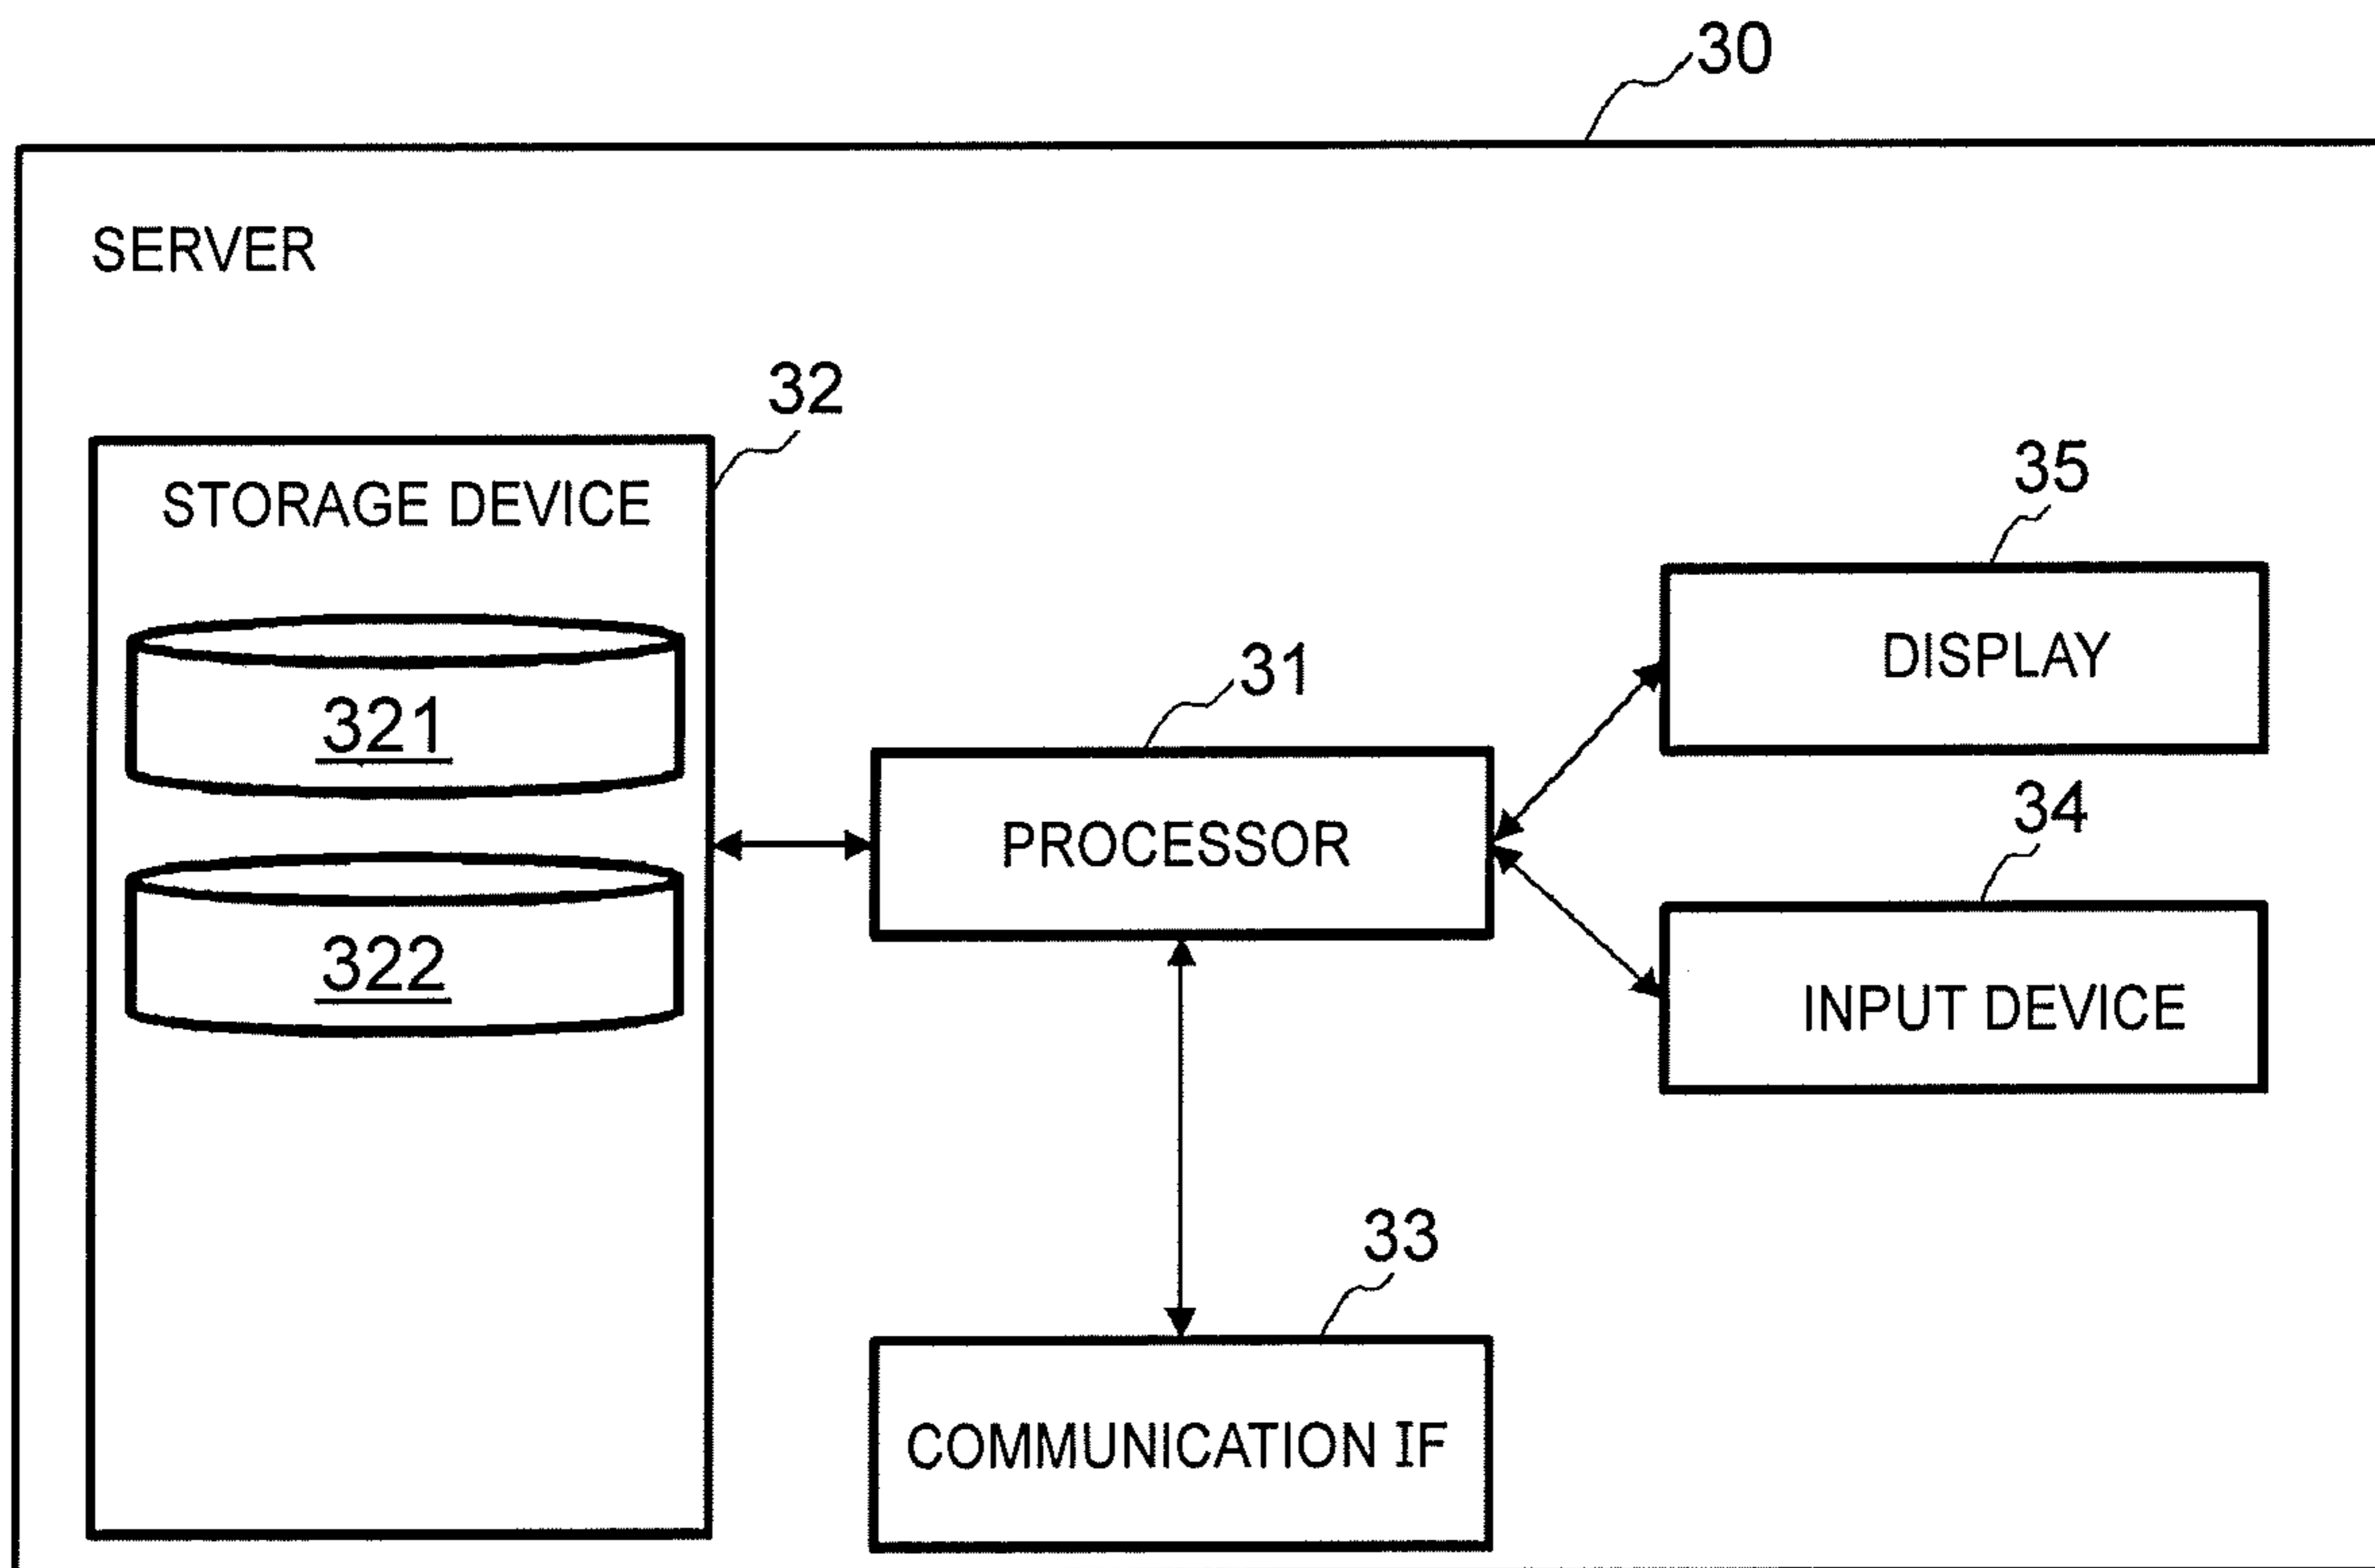 30
SERVER
32
STORAGE DEVICE
35
DISPLAY
321
31
PROCESSOR
34
322
INPUT DEVICE
33
COMMUNICATION IF